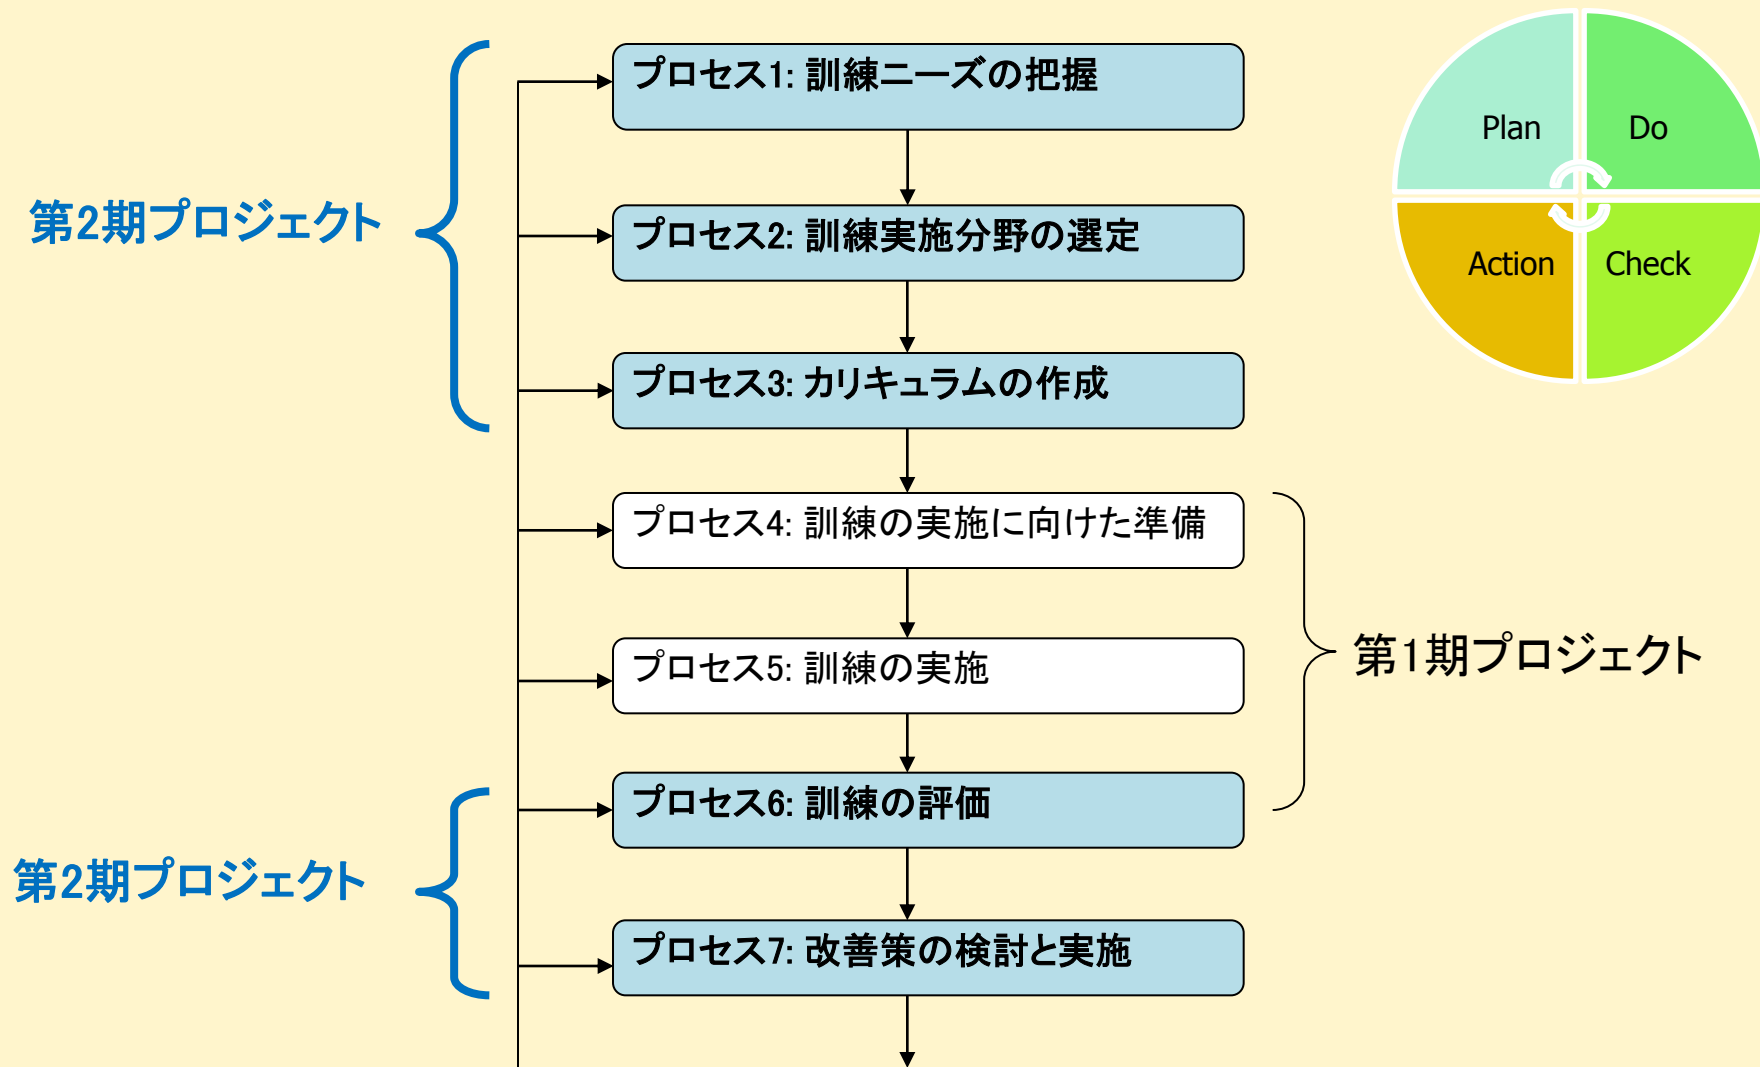 プロセス1: 訓練ニーズの把握
Plan
Do
第2期プロジェクト
プロセス2: 訓練実施分野の選定
Action
Check
プロセス3: カリキュラムの作成
プロセス4: 訓練の実施に向けた準備
プロセス5: 訓練の実施
第1期プロジェクト
プロセス6: 訓練の評価
第2期プロジェクト
プロセス7: 改善策の検討と実施